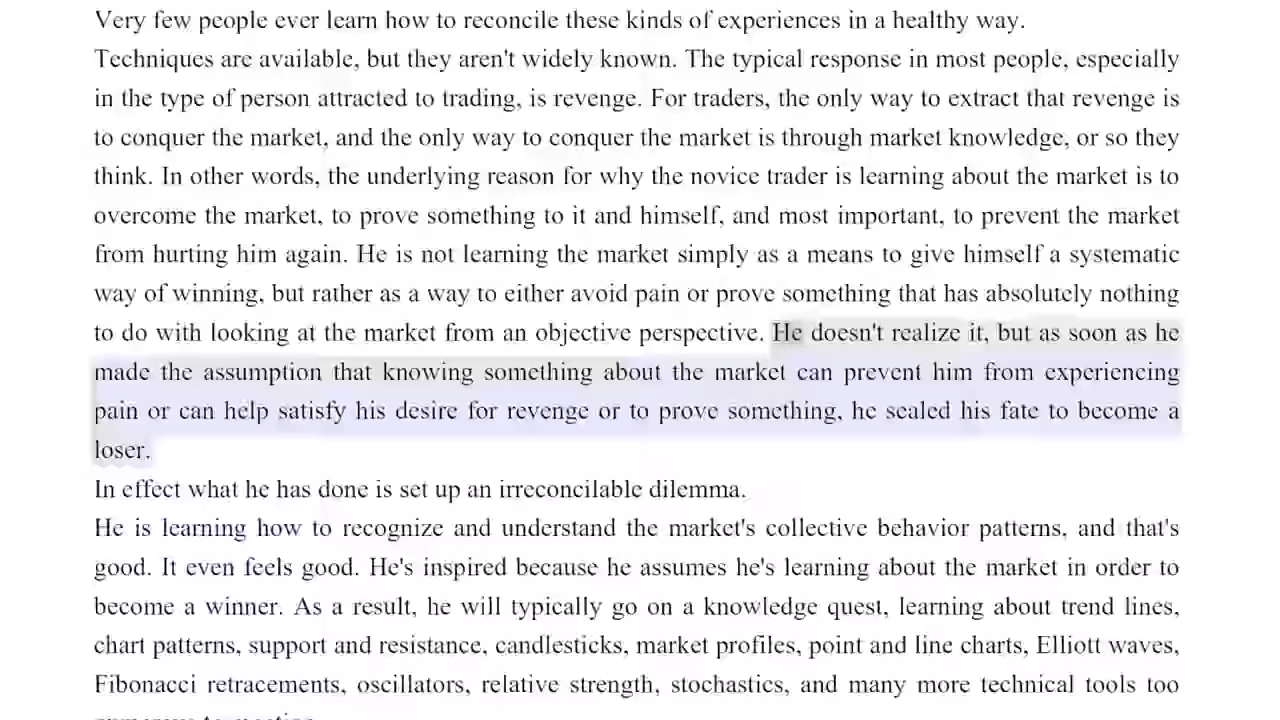 Very few people ever learn how to reconcile these kinds of experiences in a healthy way.
Techniques are available, but they aren't widely known. The typical response in most people, especially
in the type of person attracted to trading, is revenge. For traders, the only way to extract that revenge is
to conquer the market, and the only way to conquer the market is through market knowledge, or so they
think. In other words, the underlying reason for why the novice trader is learning about the market is to
overcome the market, to prove something to it and himself, and most important, to prevent the market
from hurting him again. He is not learning the market simply as a means to give himself a systematic
way of winning, but rather as a way to either avoid pain or prove something that has absolutely nothing
to do with looking at the market from an objective perspective. He doesn't realize it, but as soon as he
made the assumption that knowing something about the market can prevent him from experiencing
pain or can help satisfy his desire for revenge or to prove something, he sealed his fate to become a
loser.
In effect what he has done is set up an irreconcilable dilemma.
He is learning how to recognize and understand the market's collective behavior patterns, and that's
good. It even feels good. He's inspired because he assumes he's learning about the market in order to
become a winner. As a result, he will typically go on a knowledge quest, learning about trend lines,
chart patterns, support and resistance, candlesticks, market profiles, point and line charts, Elliott waves,
Fibonacci retracements, oscillators, relative strength, stochastics, and many more technical tools too